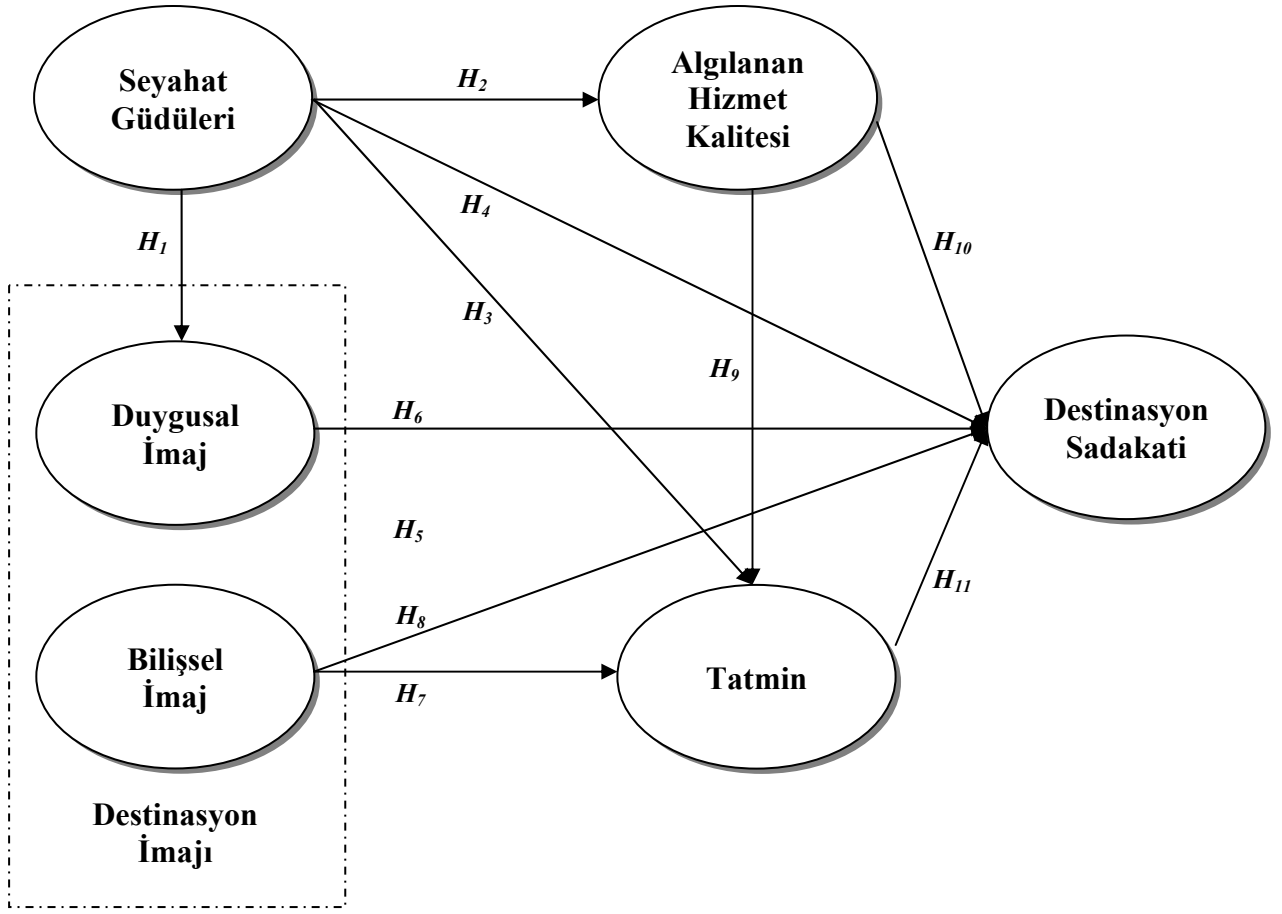 Seyahat
Güdüleri
H2
Algılanan
Hizmet
Kalitesi
H1
H4
H10
H3
H9
Duygusal
İmaj
H6
Destinasyon
Sadakati
H5
H11
Bilişsel
İmaj
H8
H7
Tatmin
Destinasyon
İmajı